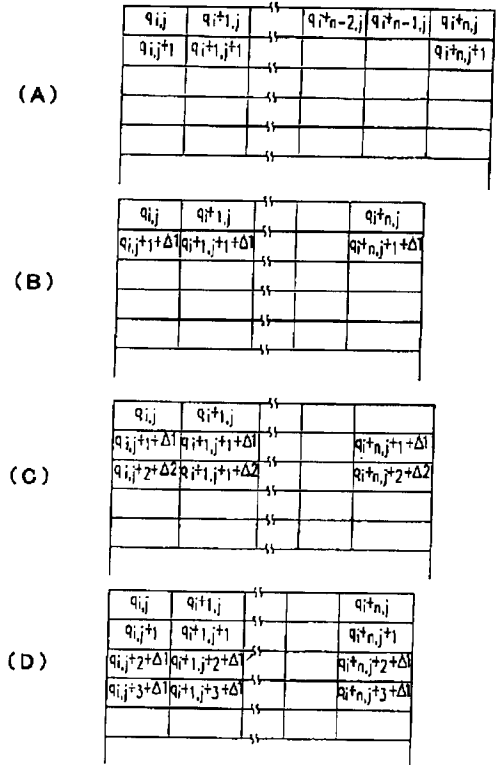 qi,j qi+1,j qi+n-2,j qi+n-1,j qi+n,j
qi,j+1 qi+1,j+1 qi+n,j+1
(A)
qi,j qi+1,j qi+n,j
qi,j+1+Δ1 qi+1,j+1+Δ1 qi+n,j+1+Δ1
(B)
qi,j qi+1,j
qi,j+1+Δ1 qi+1,j+1+Δ1 qi+n,j+1+Δ1
(C)
qi,j+2+Δ2 qi+1,j+1+Δ2 qi+n,j+2+Δ2
qi,j qi+1,j qi+n,j
qi,j+1 qi+1,j+1 qi+n,j+1
(D)
qi,j+2+Δ1 qi+1,j+2+Δ1 qi+n,j+2+Δ1
qi,j+3+Δ1 qi+1,j+3+Δ1 qi+n,j+3+Δ1